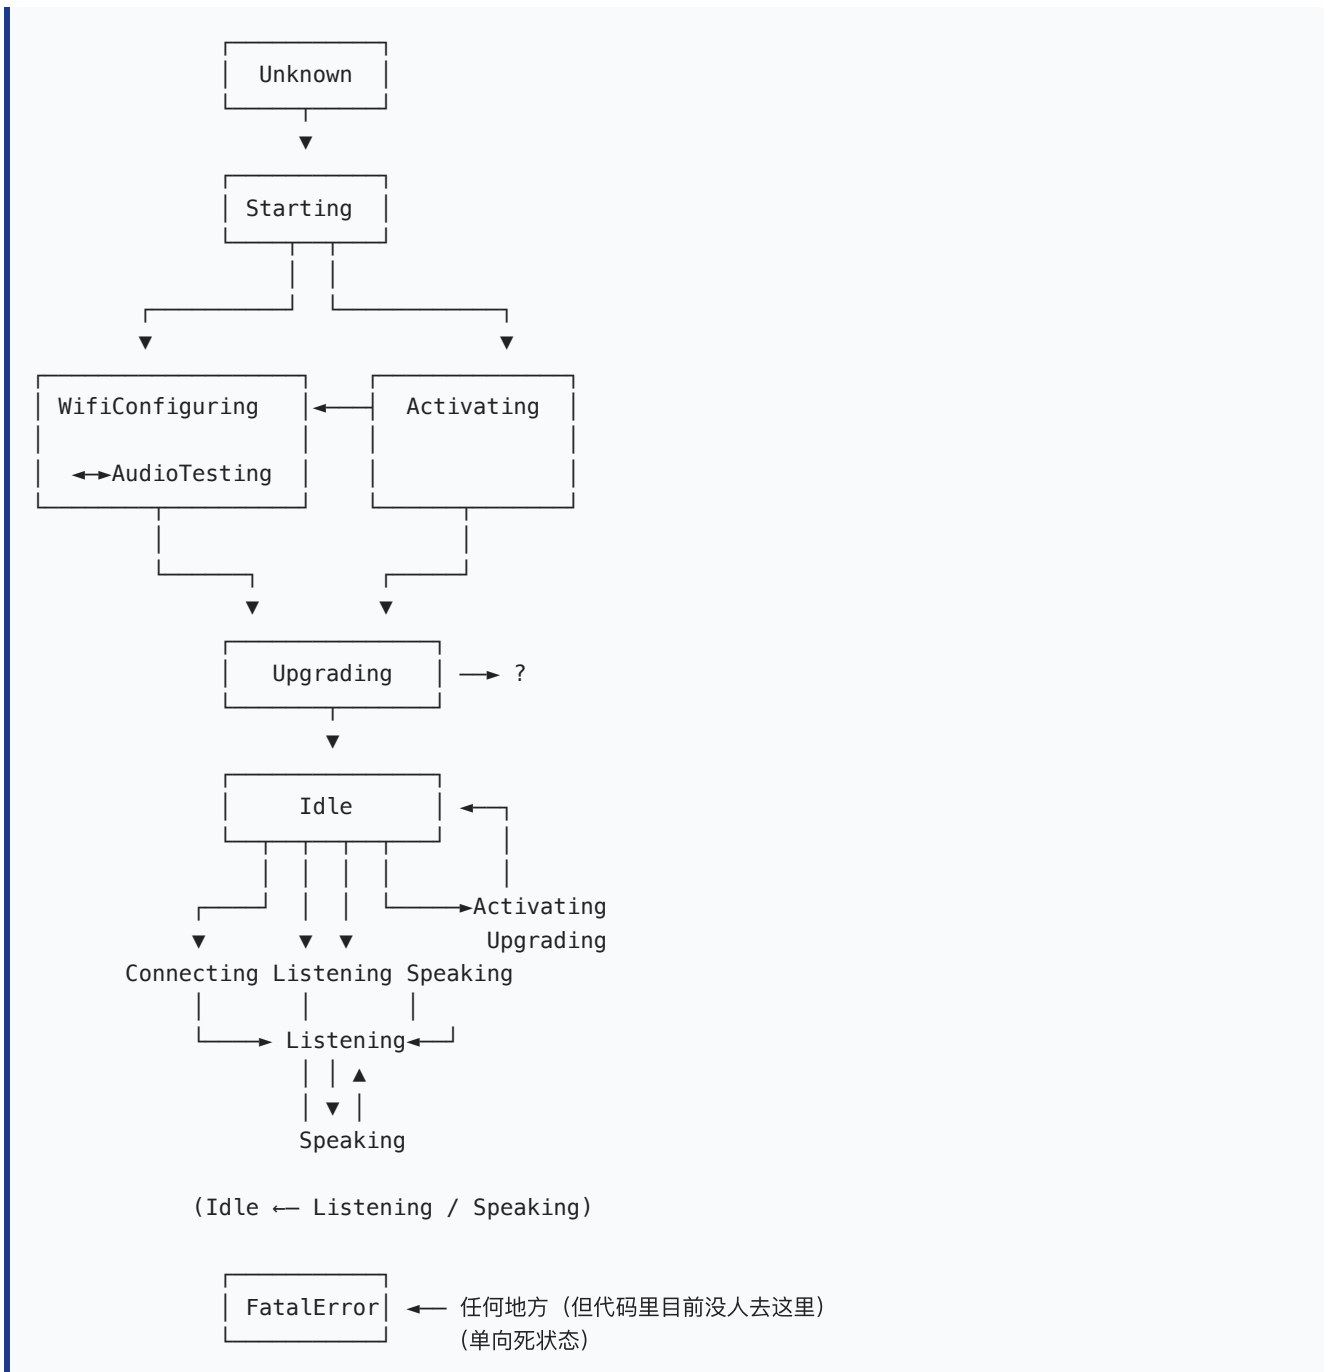 Unknown
Starting
WifiConfiguring Activating
AudioTesting
Upgrading ?
Idle
Activating
Upgrading
Connecting Listening Speaking
Listening
Speaking
(Idle ←— Listening / Speaking)
FatalError 任何地方（但代码里目前没人去这里）
(单向死状态)